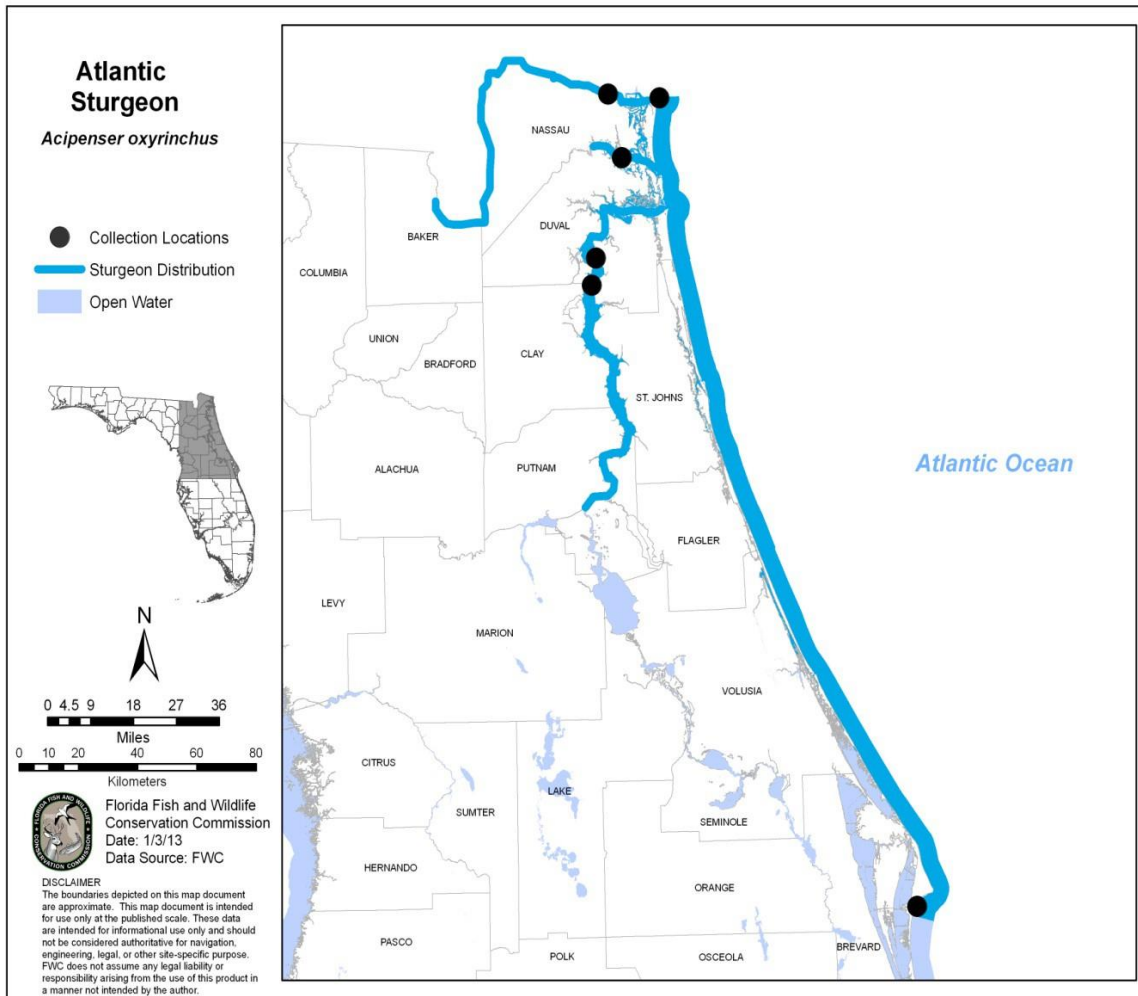 Atlantic
Sturgeon
Acipenser oxyrinchus
Collection Locations
Sturgeon Distribution
Open Water
N
0 4.5 9 18 27 36
Miles
0 10 20 40 60 80
Kilometers
FLORIDA FISH AND WILDLIFE
CONSERVATION COMMISSION
Florida Fish and Wildlife
Conservation Commission
Date: 1/3/13
Data Source: FWC
DISCLAIMER
The boundaries depicted on this map document
are approximate. This map document is intended
for use only at the published scale. These data
are intended for informational use only and should
not be considered authoritative for navigation,
engineering, legal, or other site-specific purpose.
FWC does not assume any legal liability or
responsibility arising from the use of this product in
a manner not intended by the author.
NASSAU
DUVAL
BAKER
COLUMBIA
UNION
BRADFORD
CLAY
ST. JOHNS
ALACHUA
PUTNAM
Atlantic Ocean
FLAGLER
LEVY
MARION
VOLUSIA
CITRUS
LAKE
SUMTER
SEMINOLE
HERNANDO
ORANGE
PASCO
POLK
OSCEOLA
BREVARD